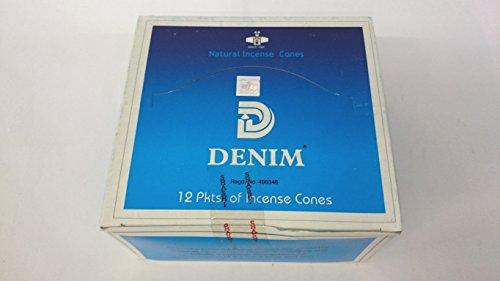 Natural Incense Cones
D
DENIM®
Regd. No. 496346
12 Pkts. of Incense Cones